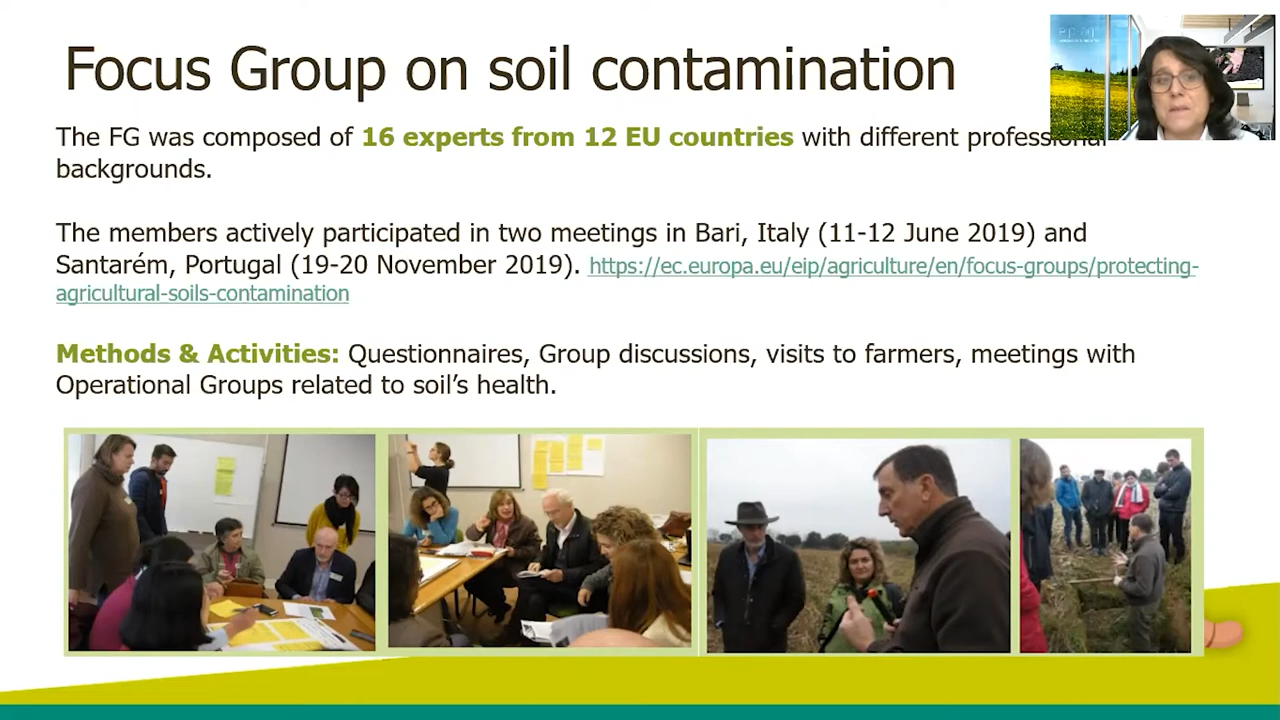 Focus Group on soil contamination
The FG was composed of 16 experts from 12 EU countries with different professional
backgrounds.
The members actively participated in two meetings in Bari, Italy (11-12 June 2019) and
Santarém, Portugal (19-20 November 2019). https://ec.europa.eu/eip/agriculture/en/focus-groups/protecting-
agricultural-soils-contamination
Methods & Activities: Questionnaires, Group discussions, visits to farmers, meetings with
Operational Groups related to soil’s health.